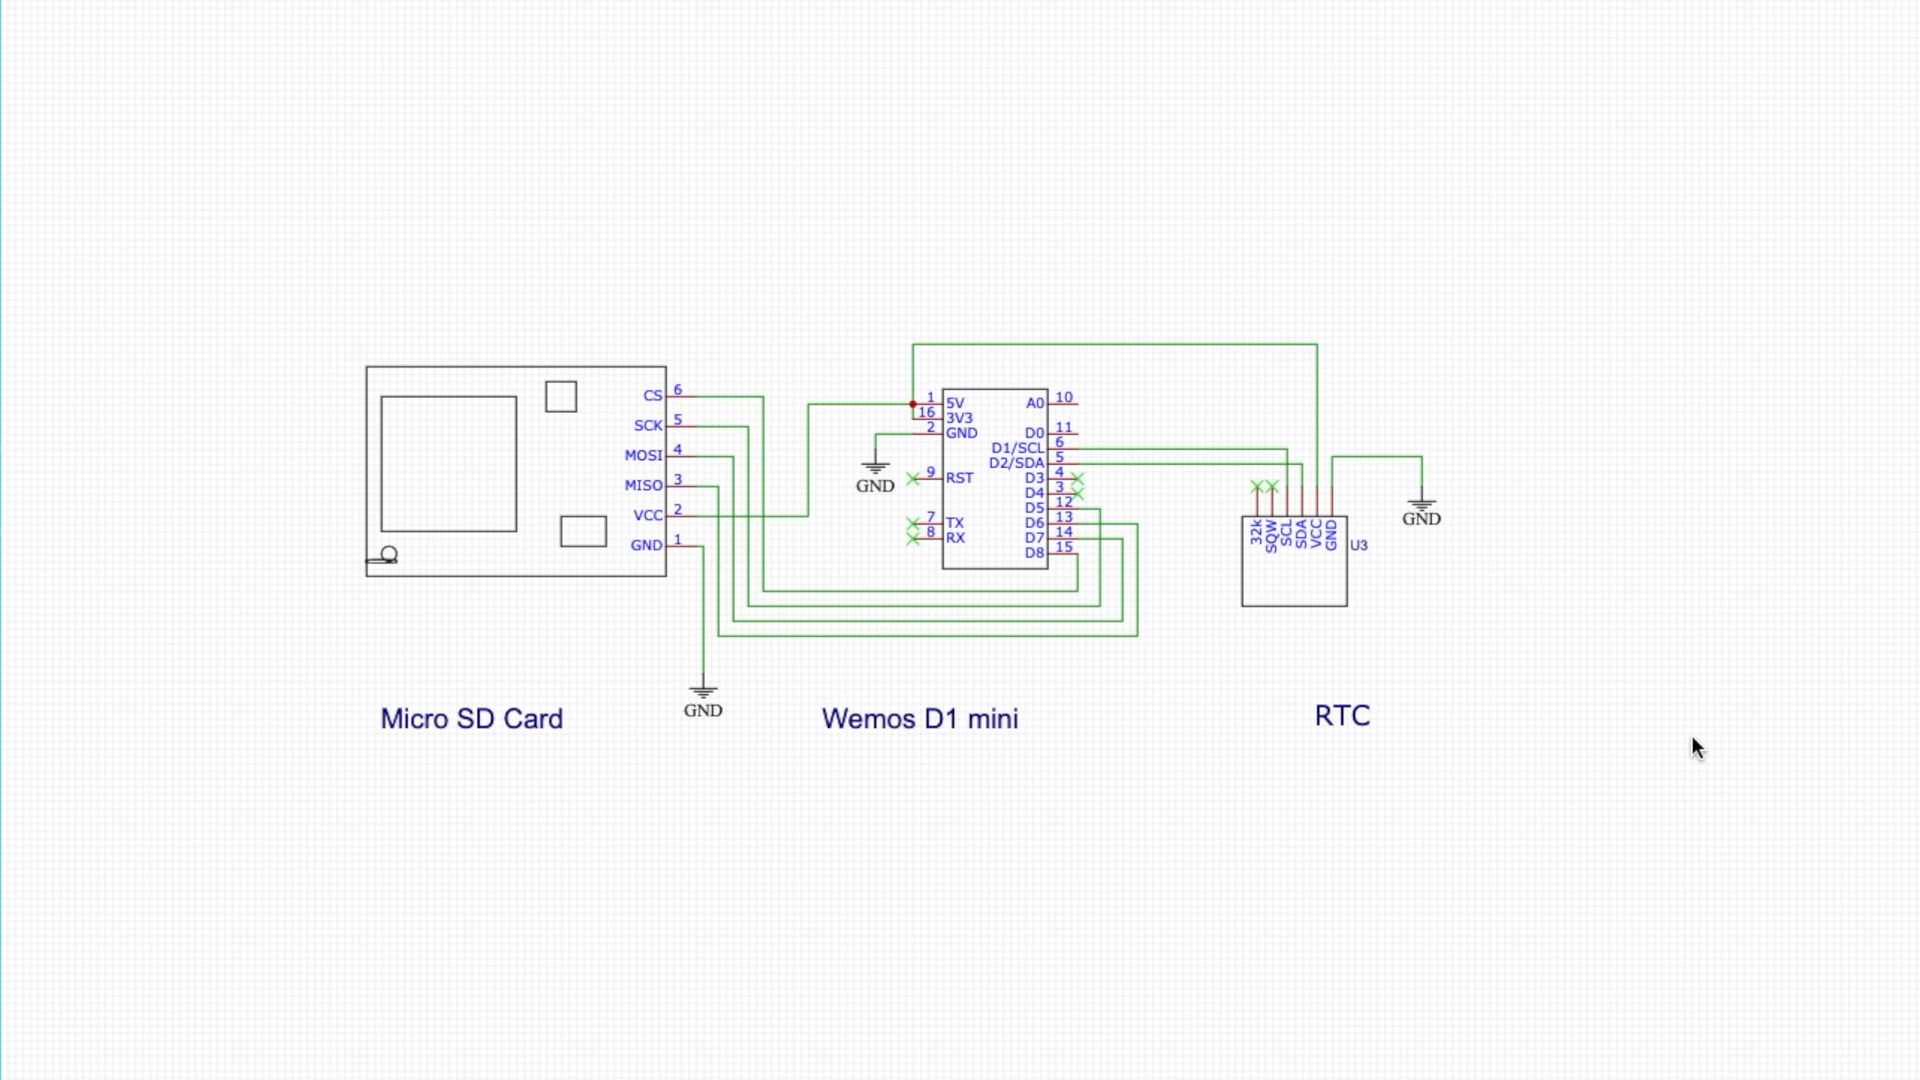 CS 6
SCK 5
MOSI 4
MISO 3
VCC 2
GND 1
GND
Micro SD Card
1 5V
16 3V3
2 GND
9 RST
7 TX
8 RX
GND
A0 10
D0 11
D1/SCL 6
D2/SDA 5
D3 4
D4 3
D5 12
D6 13
D7 14
D8 15
Wemos D1 mini
32k
SQW
SCL
SDA
VCC
GND
U3
GND
RTC